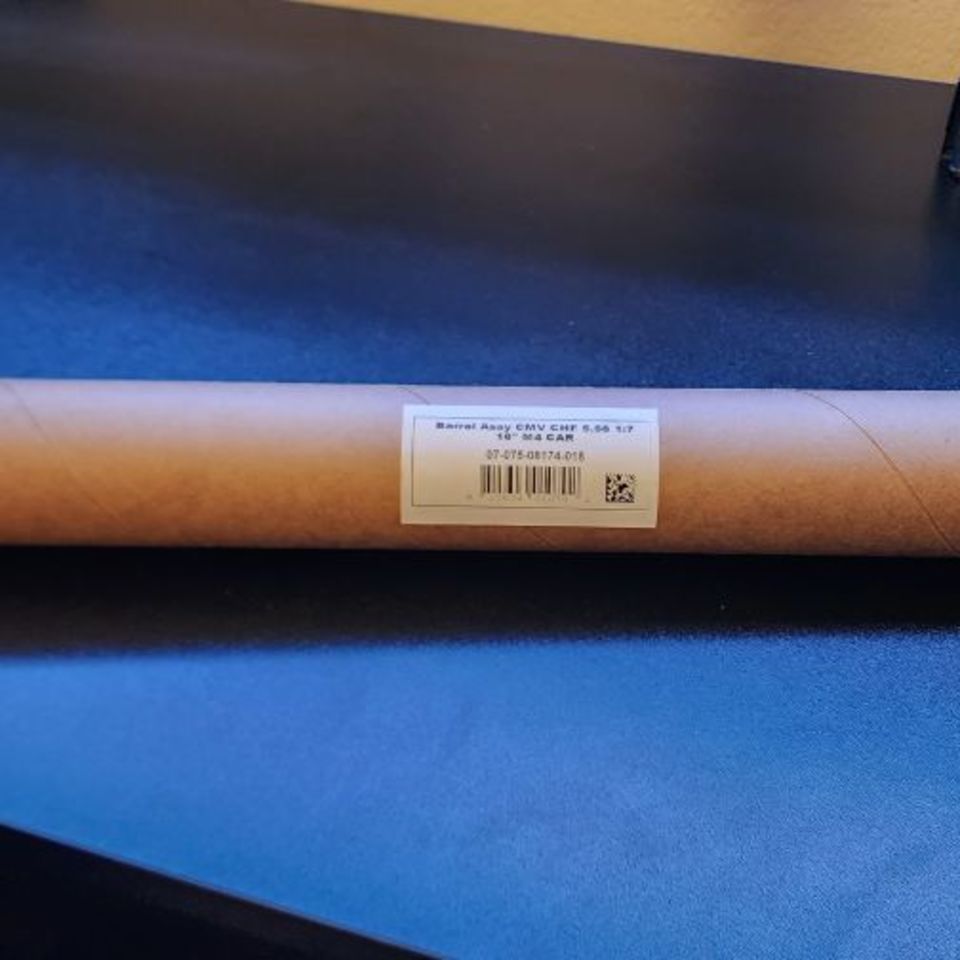 Barrel Assy CMV CHF 5.56 1:7
16" M4 CAR
07-075-08174-016